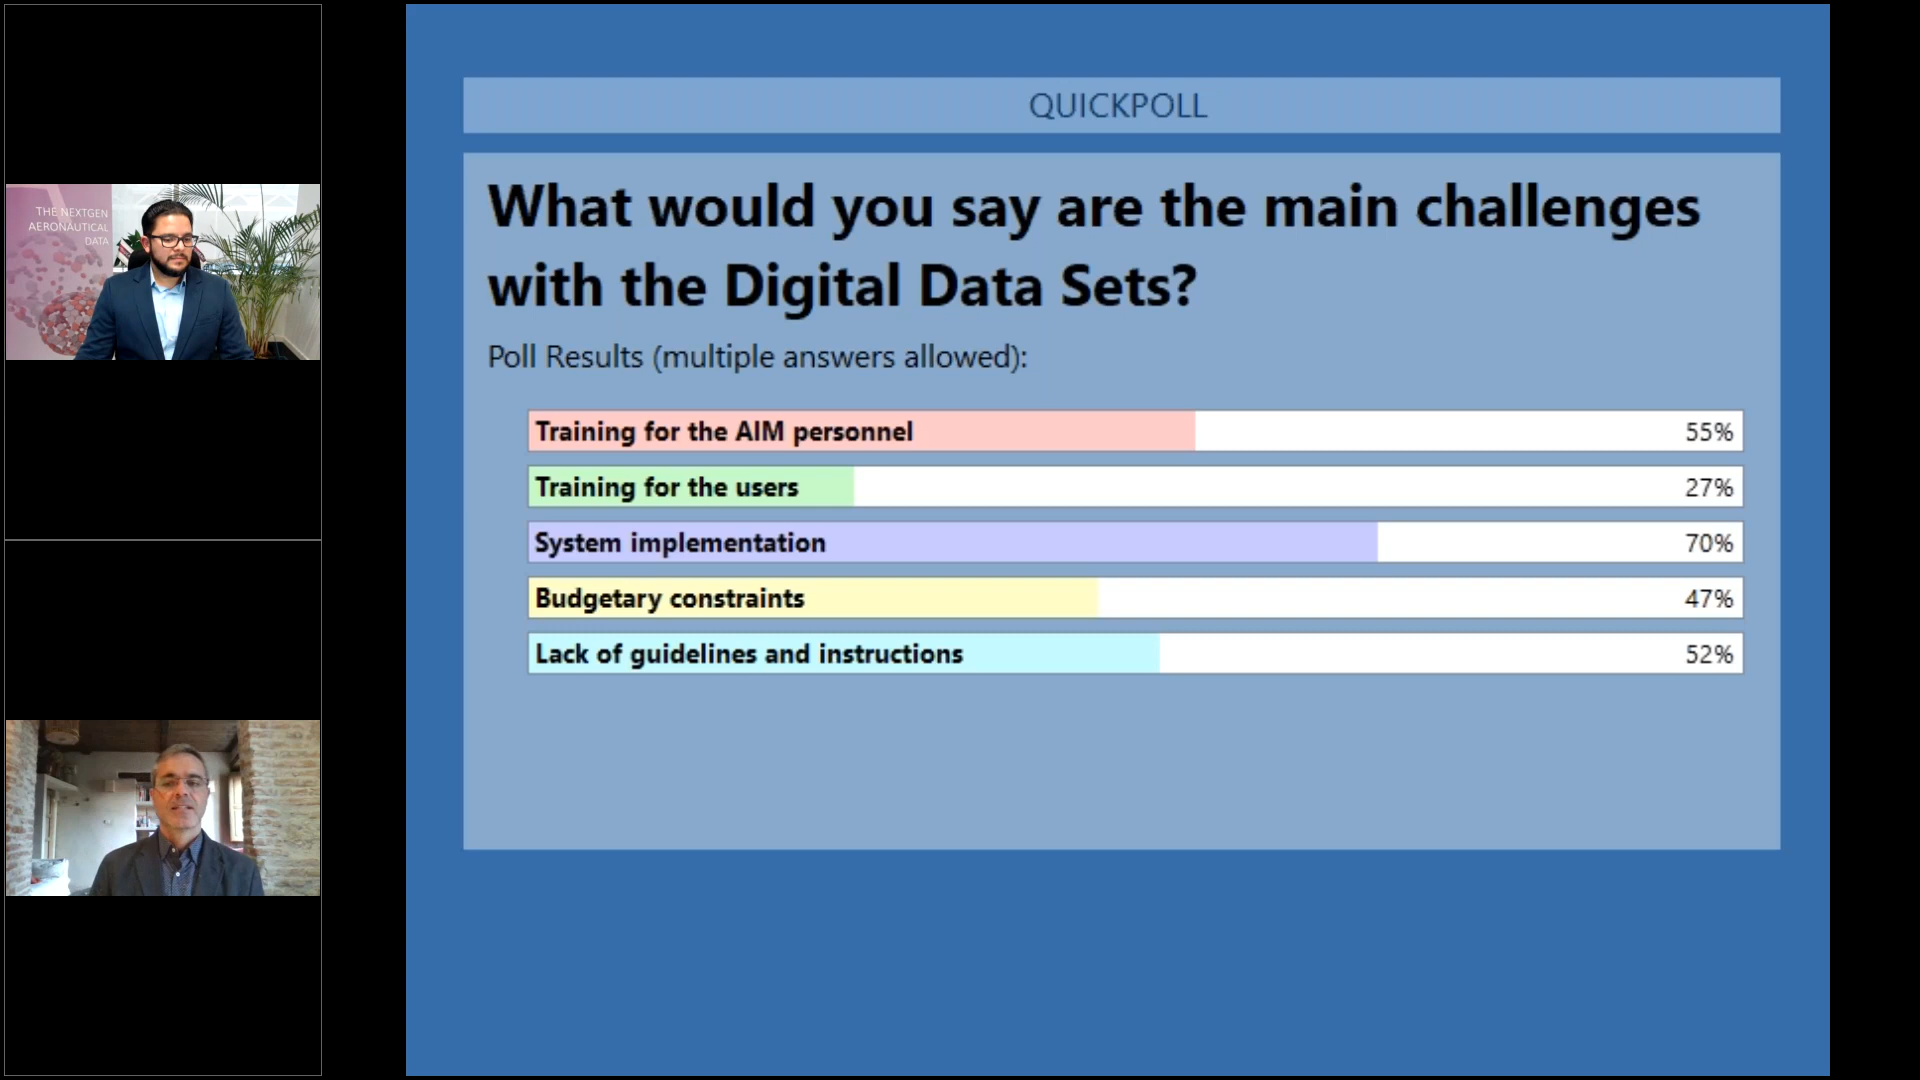 THE NEXTGEN
AERONAUTICAL
DATA
QUICKPOLL
What would you say are the main challenges
with the Digital Data Sets?
Poll Results (multiple answers allowed):
Training for the AIM personnel 55%
Training for the users 27%
System implementation 70%
Budgetary constraints 47%
Lack of guidelines and instructions 52%